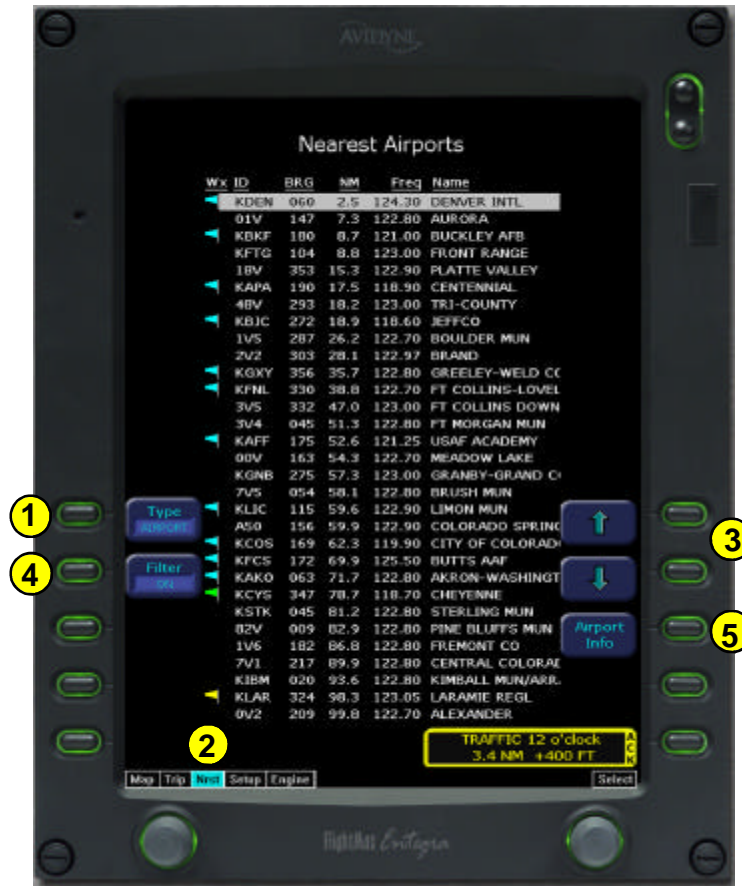 AVIDYNE
Nearest Airports
Wx ID BRG NM Freq Name
KDEN 060 2.5 124.30 DENVER INTL
01V 147 7.3 122.80 AURORA
KBKF 180 8.7 121.00 BUCKLEY AFB
KFTG 104 8.8 123.00 FRONT RANGE
18V 353 15.3 122.90 PLATTE VALLEY
KAPA 190 17.5 118.90 CENTENNIAL
48V 293 18.2 123.00 TRI-COUNTY
KBJC 272 18.9 118.60 JEFFCO
1V5 287 26.2 122.70 BOULDER MUN
2V2 303 28.1 122.97 BRAND
KGXY 356 35.7 122.80 GREELEY-WELD CO
KFNL 330 38.8 122.70 FT COLLINS-LOVEL
3V5 332 47.0 123.00 FT COLLINS DOWN
3V4 045 51.3 122.80 FT MORGAN MUN
KAFF 175 52.6 121.25 USAF ACADEMY
00V 163 54.3 122.70 MEADOW LAKE
KGNB 275 57.3 123.00 GRANBY-GRAND C
7V5 054 58.1 122.80 BRUSH MUN
KLIC 115 59.6 122.90 LIMON MUN
A50 156 59.9 122.90 COLORADO SPRING
KCOS 169 62.3 119.90 CITY OF COLORAD
KFCS 172 69.9 125.50 BUTTS AAF
KAKO 063 71.7 122.80 AKRON-WASHINGT
KCYS 347 78.7 118.70 CHEYENNE
KSTK 045 81.2 122.80 STERLING MUN
82V 009 82.9 122.80 PINE BLUFFS MUN
1V6 182 86.8 122.80 FREMONT CO
7V1 217 89.9 122.80 CENTRAL COLORAD
KIBM 020 93.6 122.80 KIMBALL MUN/ARR.
KLAR 324 98.3 123.05 LARAMIE REGL
0V2 209 99.8 122.70 ALEXANDER
1
Type
AIRPORT
3
4
Filter
ON
5
Airport
Info
2
TRAFFIC 12 o'clock
3.4 NM +400 FT
ACK
Map Trip Nrst Setup Engine
Select
FlightMax Entegra